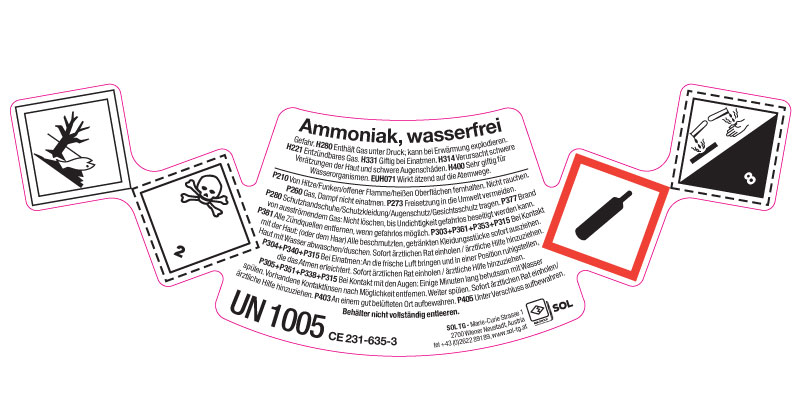 Ammoniak, wasserfrei
Gefahr. H280 Enthält Gas unter Druck; kann bei Erwärmung explodieren.
H221 Entzündbares Gas. H331 Giftig bei Einatmen. H314 Verursacht schwere
Verätzungen der Haut und schwere Augenschäden. H400 Sehr giftig für
Wasserorganismen. EUH071 Wirkt ätzend auf die Atemwege.
P210 Von Hitze/Funken/offener Flamme/heißen Oberflächen fernhalten. Nicht rauchen.
P260 Gas, Dampf nicht einatmen. P273 Freisetzung in die Umwelt vermeiden.
P280 Schutzhandschuhe/Schutzkleidung/Augenschutz/Gesichtsschutz tragen. P377 Brand
von ausströmendem Gas: Nicht löschen, bis Undichtigkeit gefahrlos beseitigt werden kann.
P381 Alle Zündquellen entfernen, wenn gefahrlos möglich. P303+P361+P353+P315 Bei Kontakt
mit der Haut: (oder dem Haar) Alle beschmutzten, getränkten Kleidungsstücke sofort ausziehen.
Haut mit Wasser abwaschen/duschen. Sofort ärztlichen Rat einholen / ärztliche Hilfe hinzuziehen.
P304+P340+P315 Bei Einatmen: An die frische Luft bringen und in einer Position ruhigstellen,
die das Atmen erleichtert. Sofort ärztlichen Rat einholen / ärztliche Hilfe hinzuziehen.
P305+P351+P338+P315 Bei Kontakt mit den Augen: Einige Minuten lang behutsam mit Wasser
spülen. Vorhandene Kontaktlinsen nach Möglichkeit entfernen. Weiter spülen. Sofort ärztlichen Rat einholen/
ärztliche Hilfe hinzuziehen. P403 An einem gut belüfteten Ort aufbewahren. P405 Unter Verschluss aufbewahren.
Behälter nicht vollständig entleeren.
UN 1005 CE 231-635-3
SOL TG - Marie-Curie Strasse 1
2700 Wiener Neustadt, Austria
tel +43 (0)2622 891 89, www.sol-tg.at
SOL
2
8